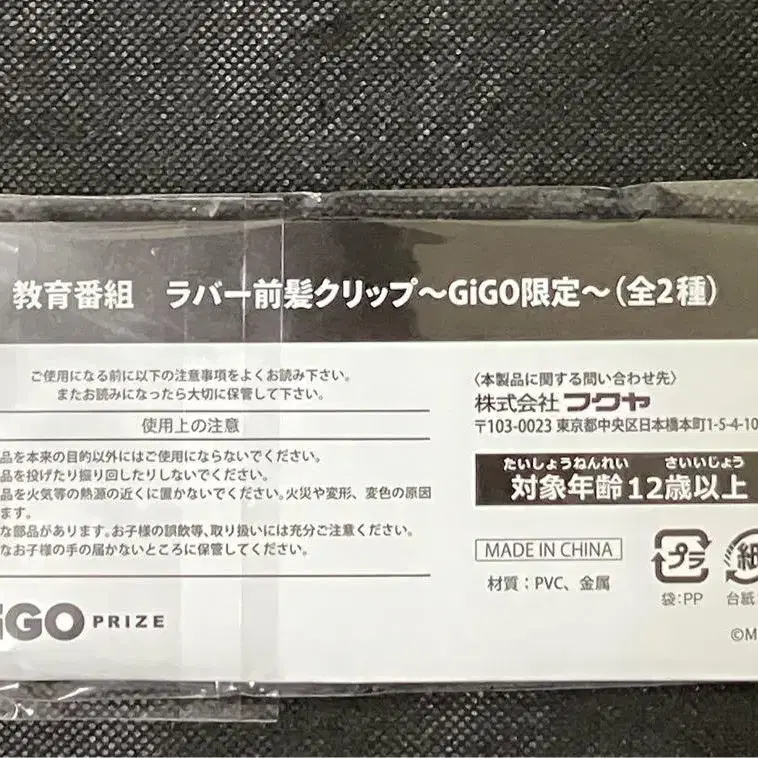 教育番組 ラバー前髪クリップ〜GiGO限定〜(全2種)
ご使用になる前に以下の注意事項をよくお読み下さい。
またお読みになったら大切に保管して下さい。
使用上の注意
品を本来の目的以外にはご使用にならないでください。
品を投げたり振り回したりしないでください。
品を火気等の熱源の近くに置かないでください。火災や変形、変色の原因
ます。
な部品があります。お子様の誤飲等、取り扱いには充分ご注意ください。
なお子様の手の届かないところに保管してください。
GiGO PRIZE
〈本製品に関する問い合わせ先〉
株式会社フクヤ
〒103-0023 東京都中央区日本橋本町1-5-4-10
たいしょうねんれい さいいじょう
対象年齢12歳以上
MADE IN CHINA
材質:PVC、金属
プラ
袋:PP
紙
台紙
©M